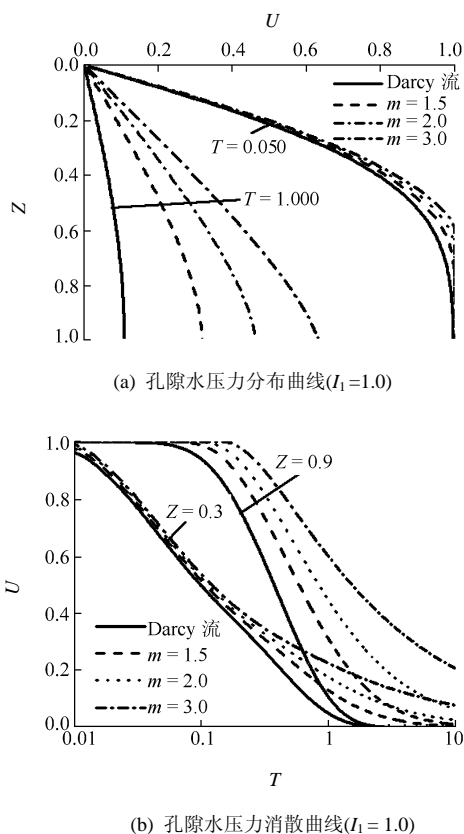 U
0.0 0.2 0.4 0.6 0.8 1.0
0.0
Darcy 流
m = 1.5
0.2
m = 2.0
m = 3.0
T = 0.050
0.4
Z
T = 1.000
0.6
0.8
1.0
(a) 孔隙水压力分布曲线(I₁ =1.0)
1.0
Z = 0.9
0.8
Z = 0.3
0.6
U
0.4
Darcy 流
m = 1.5
0.2
m = 2.0
m = 3.0
0.0
0.01 0.1 1 10
T
(b) 孔隙水压力消散曲线(I₁ = 1.0)